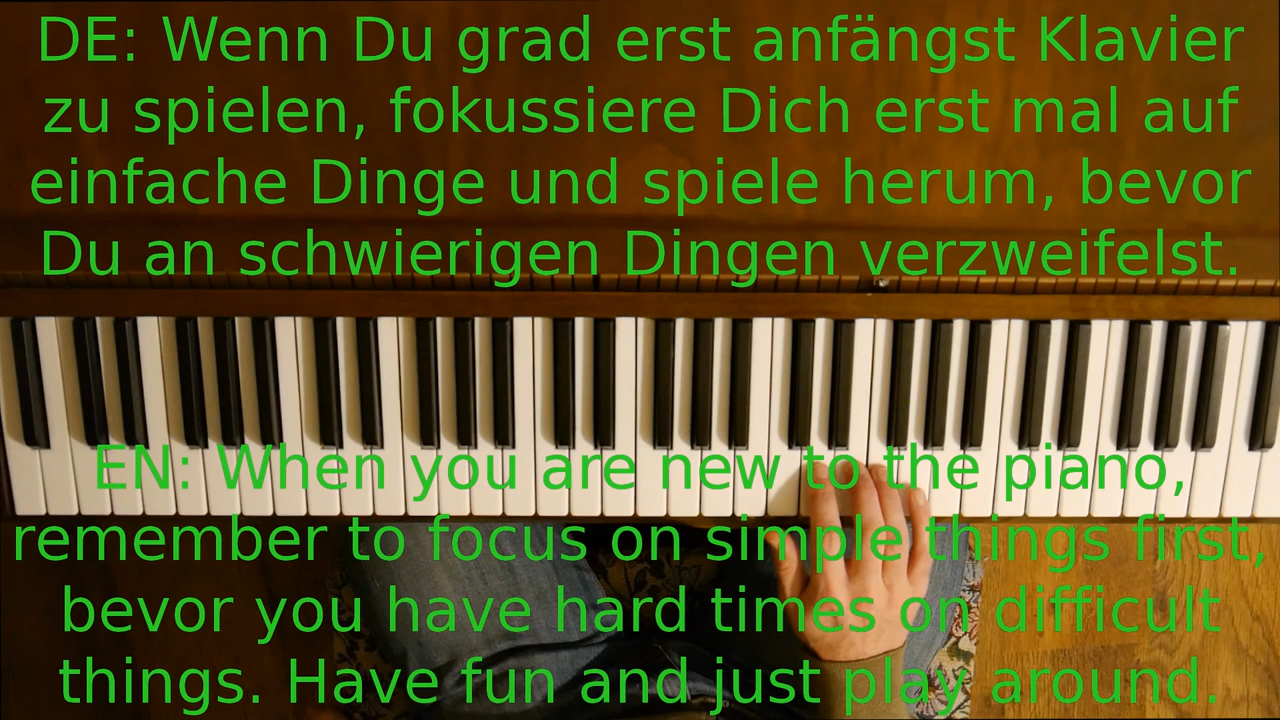 DE: Wenn Du grad erst anfängst Klavier
zu spielen, fokussiere Dich erst mal auf
einfache Dinge und spiele herum, bevor
Du an schwierigen Dingen verzweifelst.
EN: When you are new to the piano,
remember to focus on simple things first,
bevor you have hard times on difficult
things. Have fun and just play around.